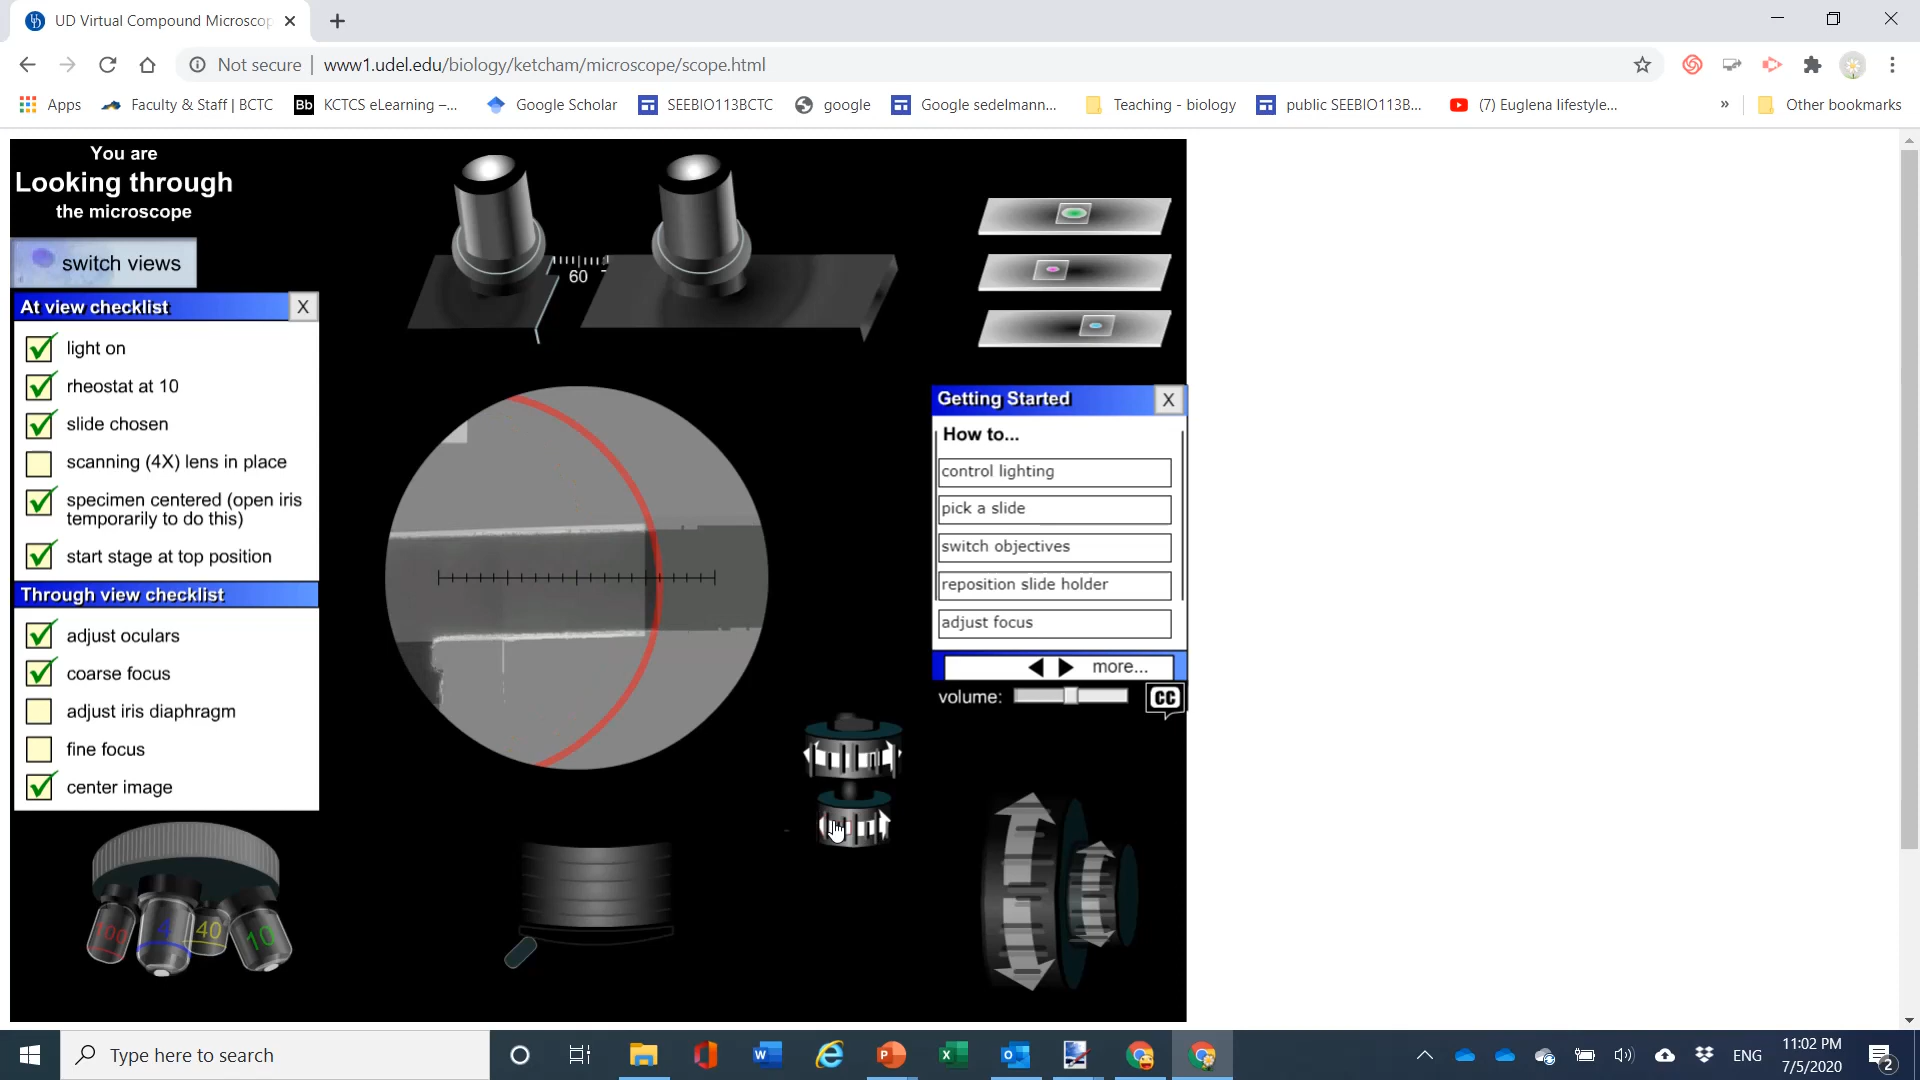 UD Virtual Compound Microscop
Not secure | www1.udel.edu/biology/ketcham/microscope/scope.html
Apps Faculty & Staff | BCTC Bb KCTCS eLearning –... Google Scholar SEEBIO113BCTC google Google sedelmann... Teaching - biology public SEEBIO113B... (7) Euglena lifestyle... » Other bookmarks
You are
Looking through
the microscope
switch views
At view checklist X
light on
rheostat at 10
slide chosen
scanning (4X) lens in place
specimen centered (open iris
temporarily to do this)
start stage at top position
Through view checklist
adjust oculars
coarse focus
adjust iris diaphragm
fine focus
center image
60
Getting Started X
How to...
control lighting
pick a slide
switch objectives
reposition slide holder
adjust focus
more...
volume: CC
100 4 40 10
Type here to search
ENG
11:02 PM
7/5/2020
2